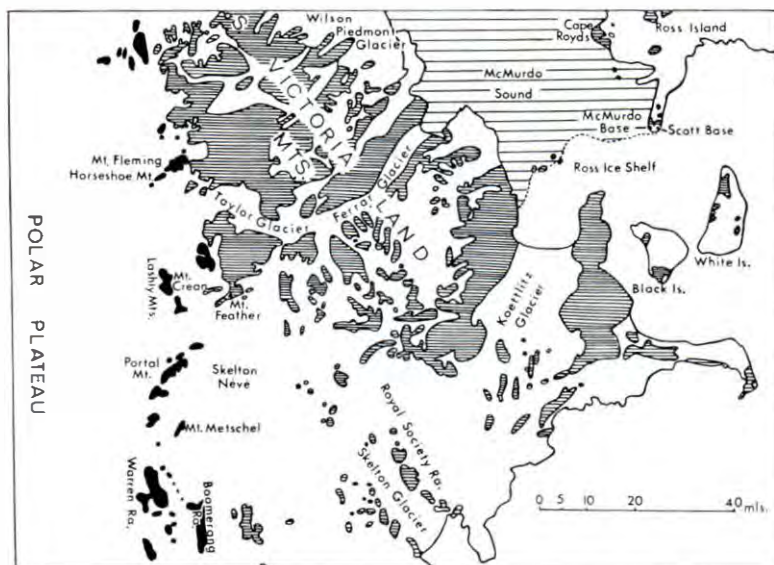 Wilson
Piedmont
Glacier
Cape
Royds
Ross Island
S
VICTORIA
MTS.
LAND
McMurdo
Sound
McMurdo
Base
Scott Base
Mt. Fleming
Horseshoe Mt.
Ross Ice Shelf
Taylor Glacier
Ferrar Glacier
POLAR PLATEAU
Lashly Mts.
Mt.
Crean
Mt.
Feather
Koettlitz
Glacier
White Is.
Black Is.
Portal
Mt.
Skelton
Névé
Mt. Metschel
Royal Society Ra.
Skelton Glacier
Warren
Ra.
Boomerang
Ra.
0 5 10 20 40 mls.